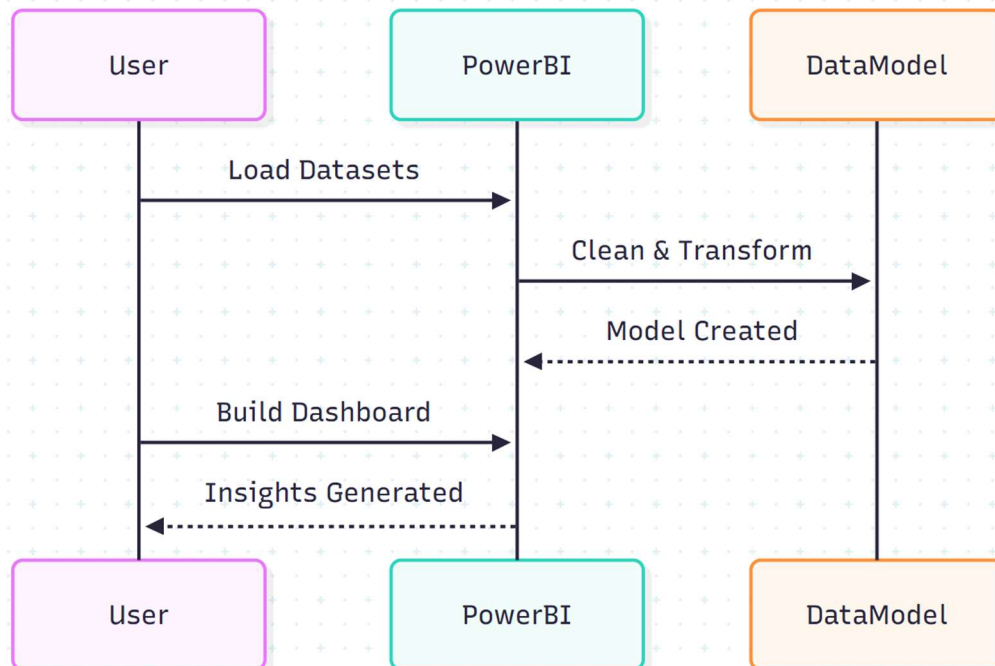 User
PowerBI
DataModel
Load Datasets
Clean & Transform
Model Created
Build Dashboard
Insights Generated
User
PowerBI
DataModel